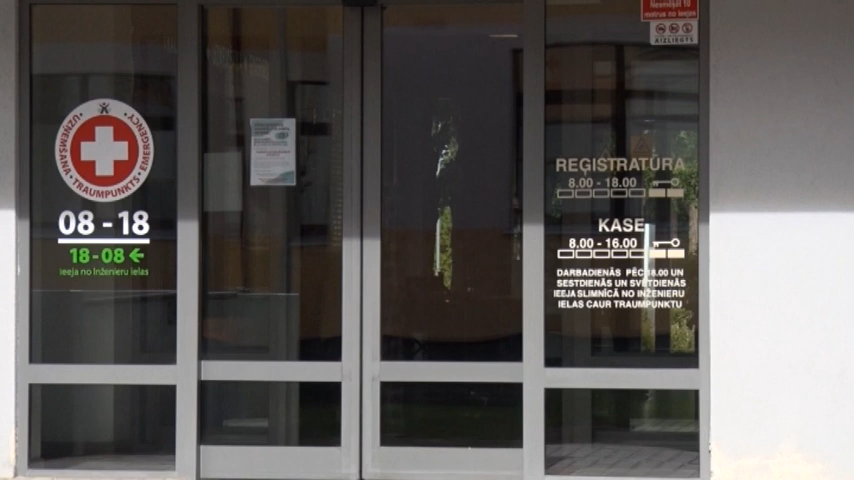 UZŅEMŠANA · TRAUMPUNKTS · EMERGENCY
08 - 18
18 - 08 ←
Ieeja no Inženieru ielas
Nesmēķēt 10
metrus no ieejas
AIZLIEGTS
REĢISTRATŪRA
8.00 - 18.00
KASE
8.00 - 16.00
DARBADIENĀS PĒC 18.00 UN
SESTDIENĀS UN SVĒTDIENĀS
IEEJA SLIMNĪCĀ NO INŽENIERU
IELAS CAUR TRAUMPUNKTU